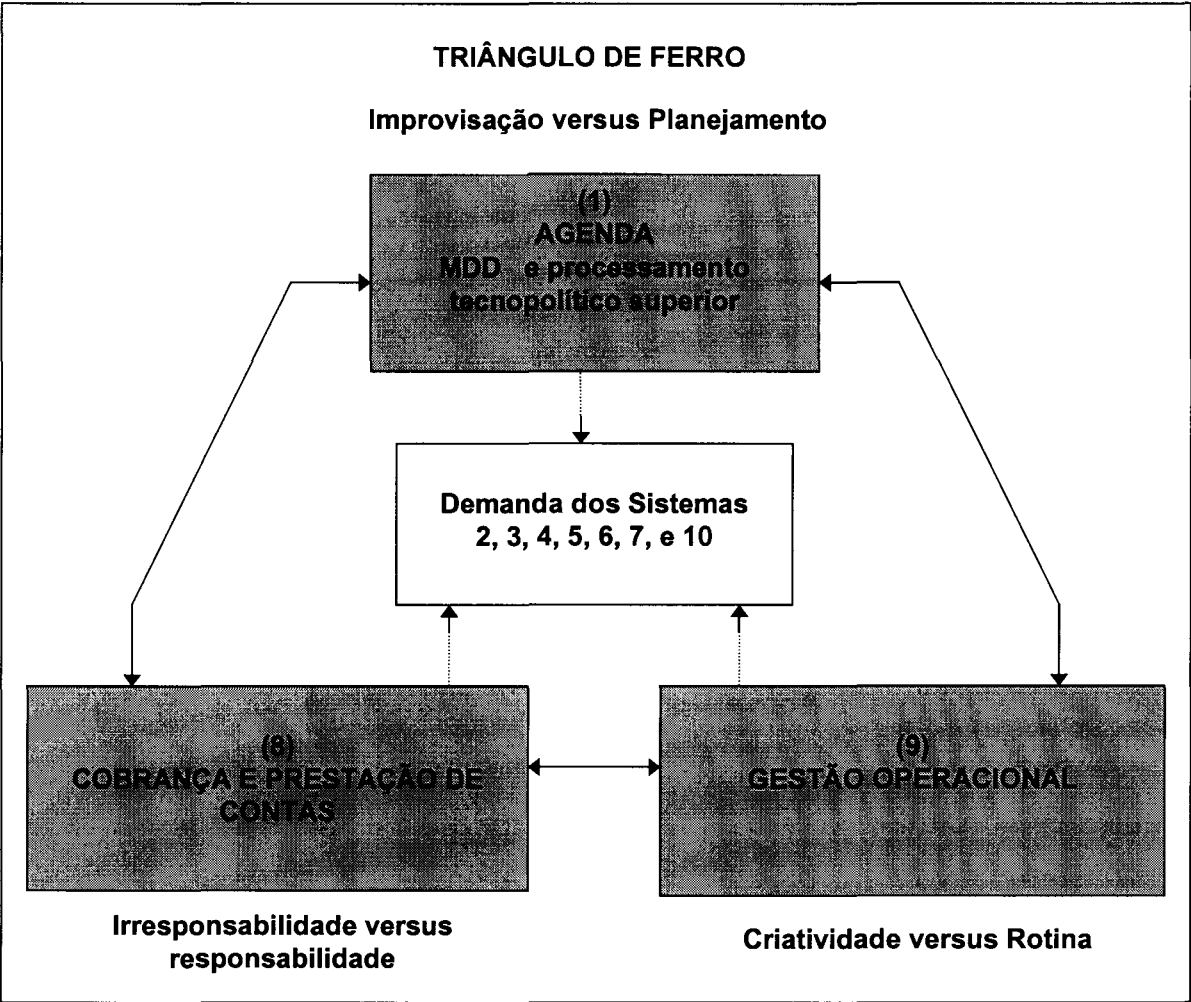 TRIÂNGULO DE FERRO
Improvisação versus Planejamento
(1)
AGENDA
MDD e processamento
tecnopolítico superior
Demanda dos Sistemas
2, 3, 4, 5, 6, 7, e 10
(8)
COBRANÇA E PRESTAÇÃO DE
CONTAS
(9)
GESTÃO OPERACIONAL
Irresponsabilidade versus
responsabilidade
Criatividade versus Rotina